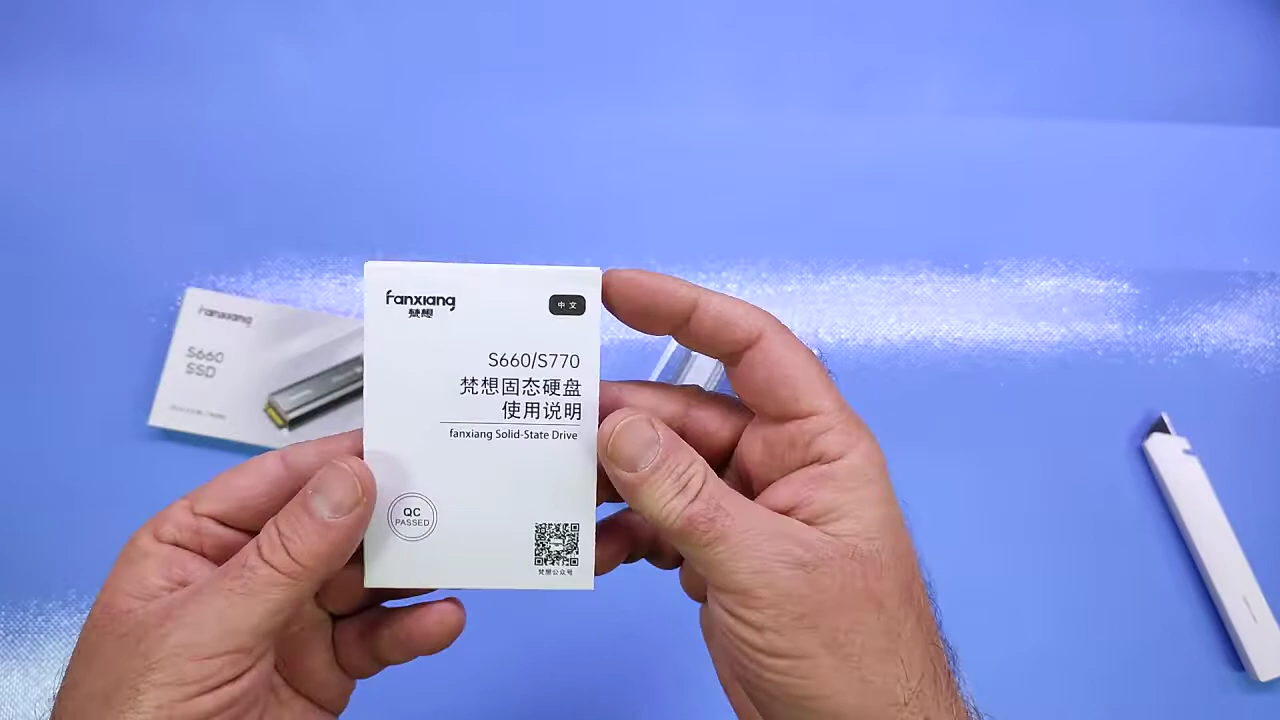 fanxiang
梵想
中文
S660/S770
梵想固态硬盘
使用说明
fanxiang Solid-State Drive
QC
PASSED
梵想公众号
fanxiang
S660
SSD